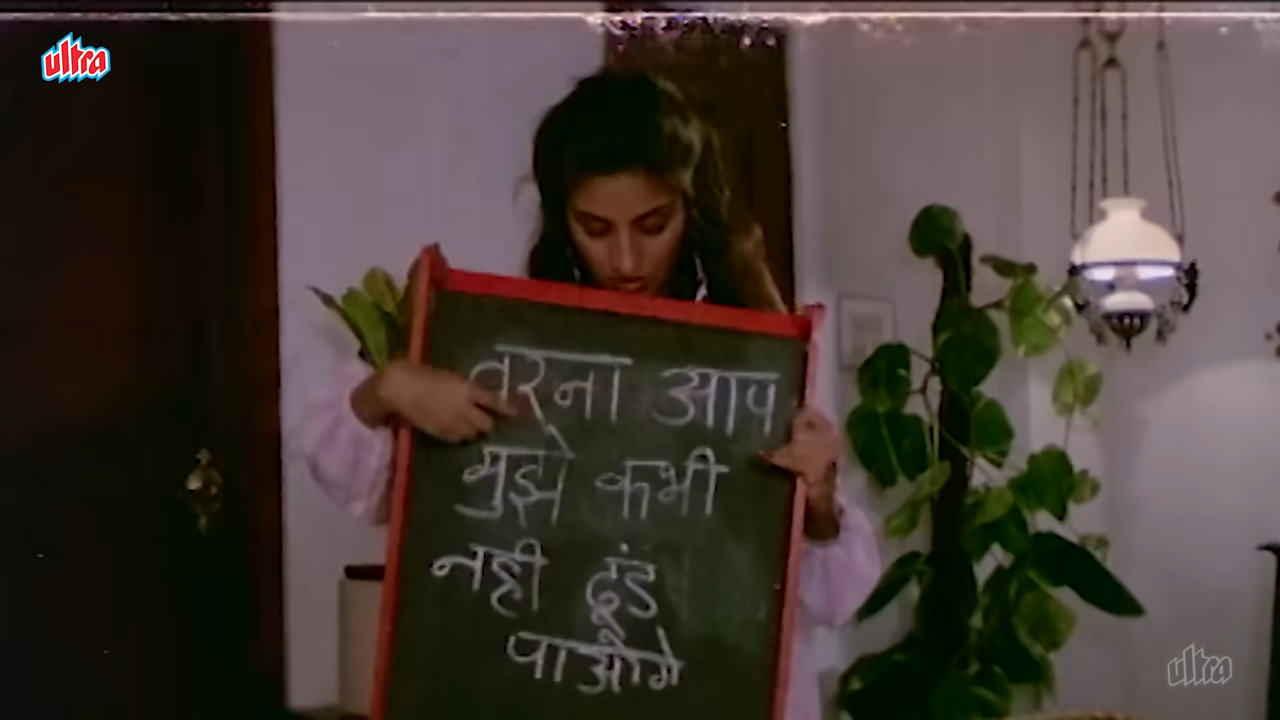 ultra
वरना आप
मुझे कभी
नही ढूंड
पाओगे
ultra